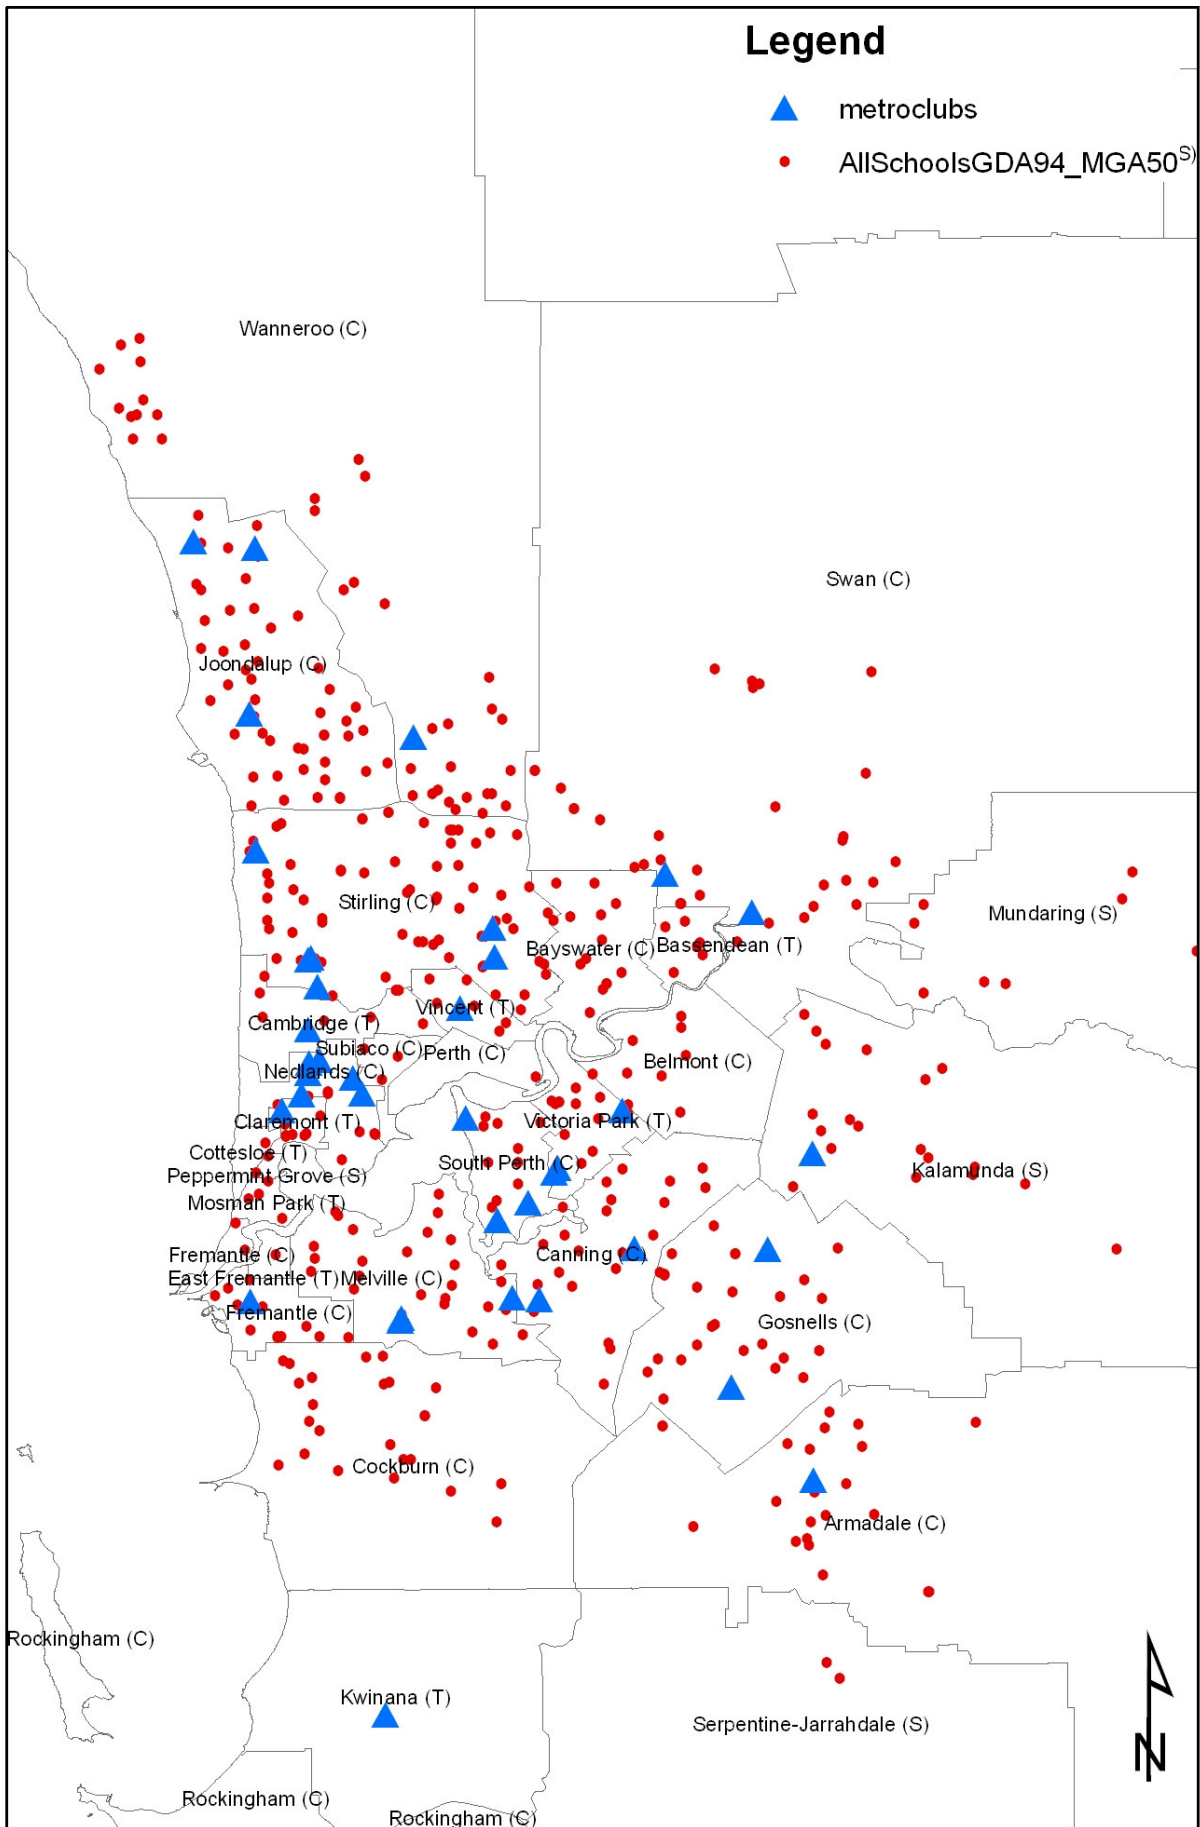 Legend
metroclubs
AllSchoolsGDA94_MGA50
S)
Wanneroo (C)
Swan (C)
Joondalup (C)
Stirling (C)
Mundaring (S)
Bayswater (C)
Bassendean (T)
Vincent (T)
Cambridge (T)
Subiaco (C)
Perth (C)
Belmont (C)
Nedlands (C)
Claremont (T)
Victoria Park (T)
Cottesloe (T)
South Perth (C)
Peppermint Grove (S)
Kalamunda (S)
Mosman Park (T)
Fremantle (C)
Canning (C)
East Fremantle (T)
Melville (C)
Fremantle (C)
Gosnells (C)
Cockburn (C)
Armadale (C)
Rockingham (C)
Kwinana (T)
Serpentine-Jarrahdale (S)
Rockingham (C)
Rockingham (C)
N